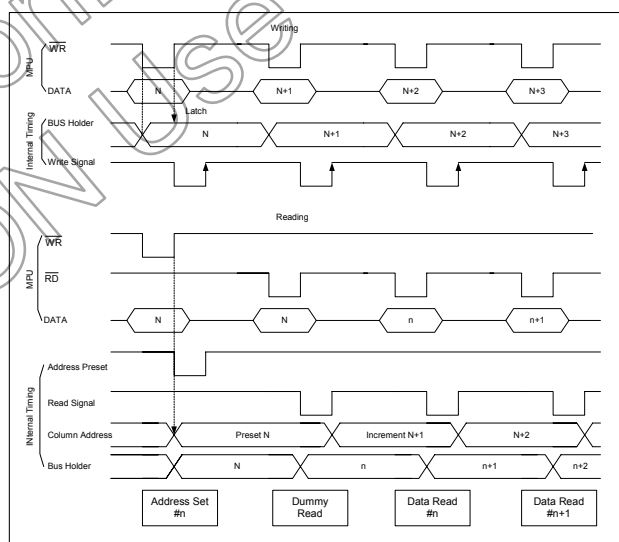 Writing
MPU
WR
DATA
N
N+1
N+2
N+3
Latch
Internal Timing
BUS Holder
N
N+1
N+2
N+3
Write Signal
Reading
MPU
WR
RD
DATA
N
N
n
n+1
INternal Timing
Address Preset
Read Signal
Column Address
Preset N
Increment N+1
N+2
Bus Holder
N
n
n+1
n+2
Address Set
#n
Dummy
Read
Data Read
#n
Data Read
#n+1
ON Use